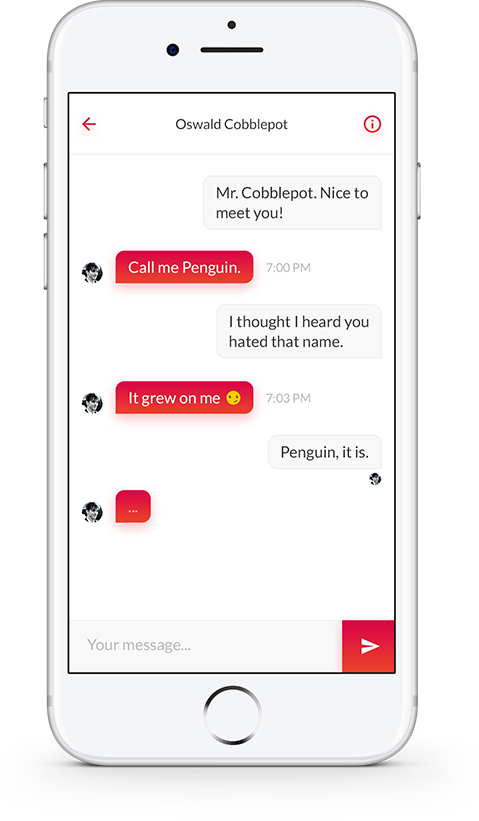 Oswald Cobblepot
Mr. Cobblepot. Nice to
meet you!
Call me Penguin.
7:00 PM
I thought I heard you
hated that name.
It grew on me 😏
7:03 PM
Penguin, it is.
...
Your message...